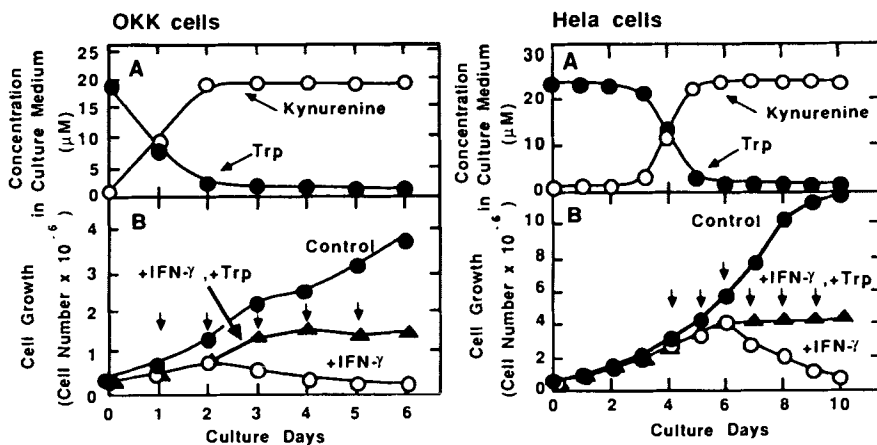 OKK cells
Hela cells
Concentration
in Culture Medium
(μM)
25
20
15
10
5
0
A
Kynurenine
Trp
Cell Growth
(Cell Number x 10⁻⁶)
4
3
2
1
0
B
Control
+IFN-γ, +Trp
+IFN-γ
0
1
2
3
4
5
6
Culture Days
Concentration
in Culture Medium
(μM)
30
20
10
0
A
Kynurenine
Trp
Cell Growth
(Cell Number x 10⁻⁶)
10
8
6
4
2
0
B
Control
+IFN-γ, +Trp
+IFN-γ
0
2
4
6
8
10
Culture Days